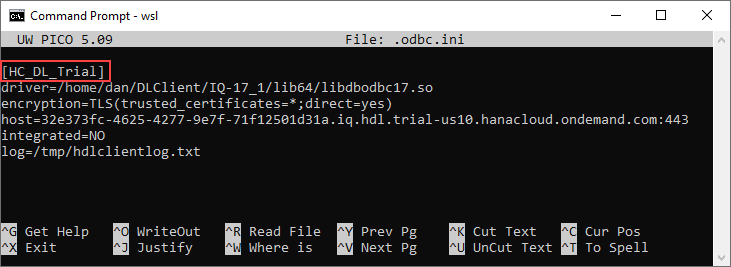 Command Prompt - wsl
UW PICO 5.09 File: .odbc.ini
[HC_DL_Trial]
driver=/home/dan/DLClient/IQ-17_1/lib64/libdbodbc17.so
encryption=TLS(trusted_certificates=*;direct=yes)
host=32e373fc-4625-4277-9e7f-71f12501d31a.iq.hdl.trial-us10.hanacloud.ondemand.com:443
integrated=NO
log=/tmp/hdlclientlog.txt
^G Get Help ^O WriteOut ^R Read File ^Y Prev Pg ^K Cut Text ^C Cur Pos
^X Exit ^J Justify ^W Where is ^V Next Pg ^U UnCut Text ^T To Spell